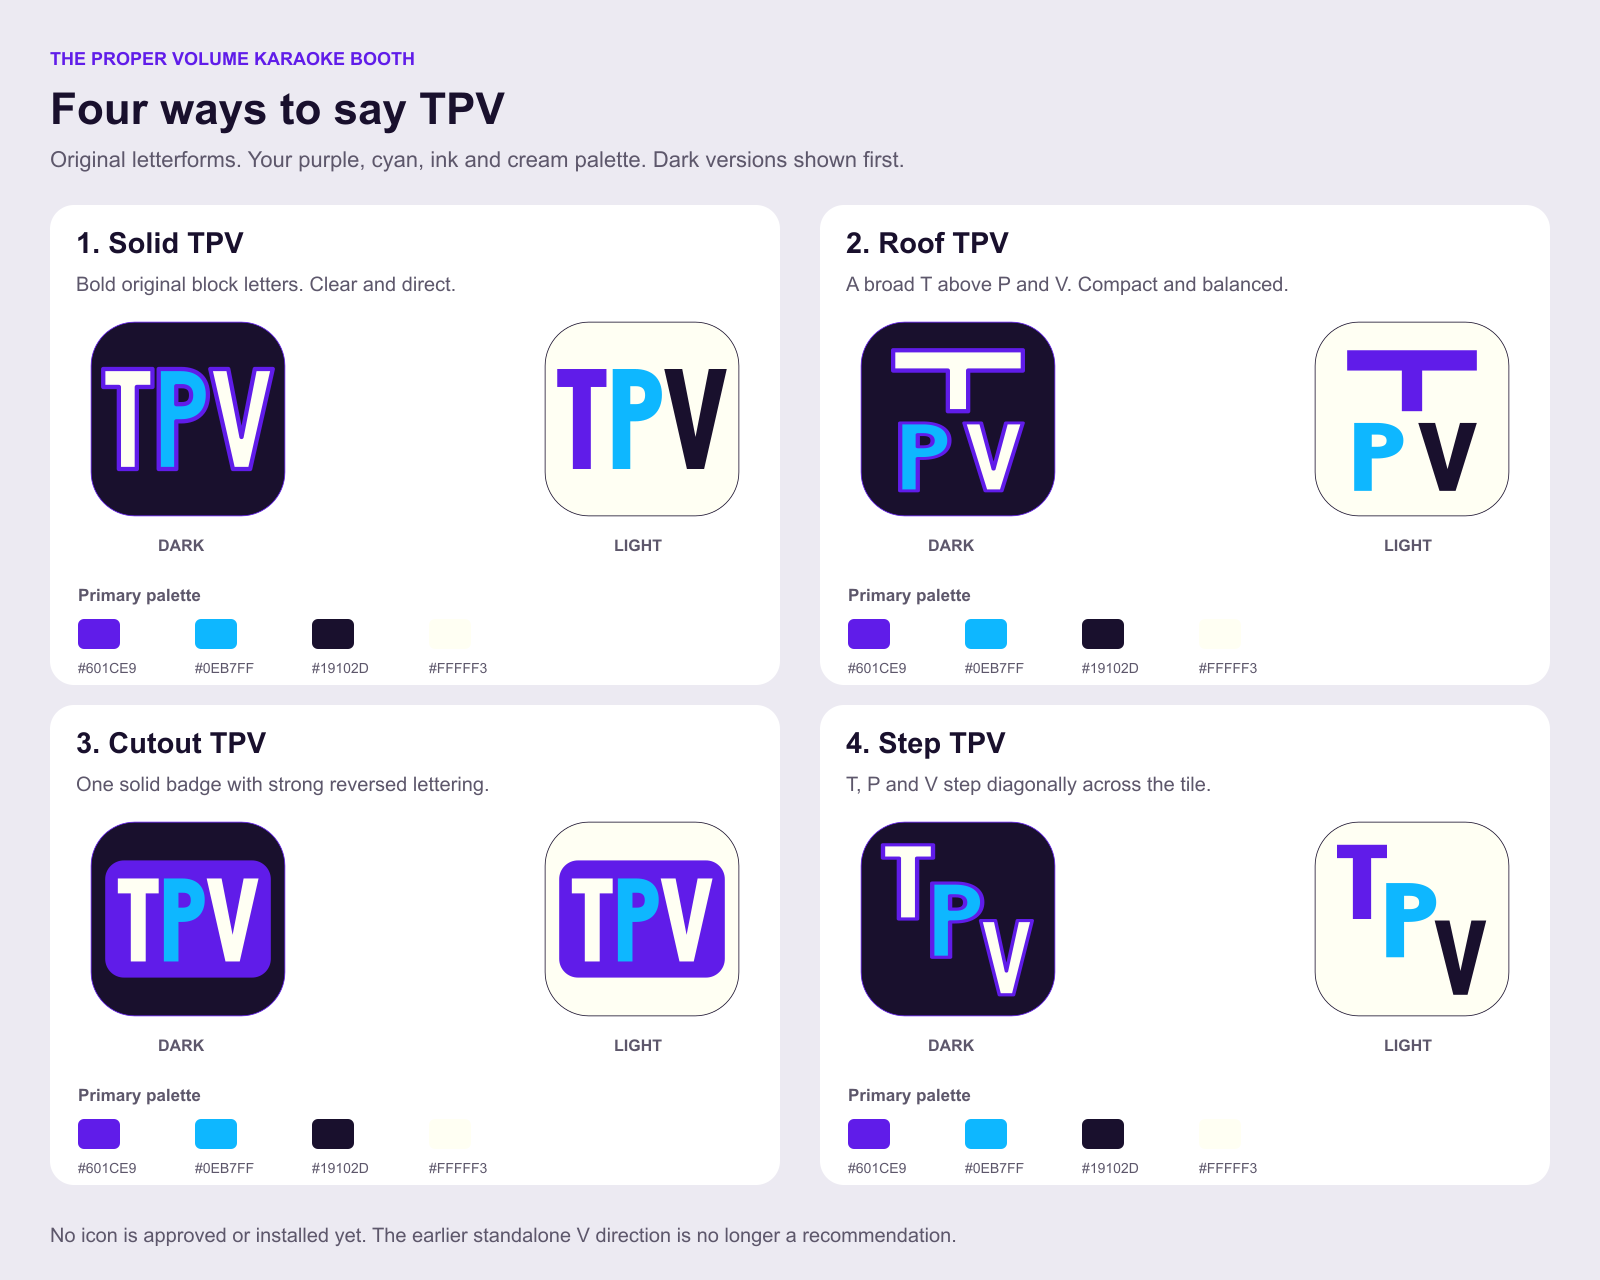 THE PROPER VOLUME KARAOKE BOOTH
Four ways to say TPV
Original letterforms. Your purple, cyan, ink and cream palette. Dark versions shown first.
1. Solid TPV
Bold original block letters. Clear and direct.
TPV
TPV
DARK
LIGHT
Primary palette
#601CE9 #0EB7FF #19102D #FFFFF3
2. Roof TPV
A broad T above P and V. Compact and balanced.
T
PV
T
PV
DARK
LIGHT
Primary palette
#601CE9 #0EB7FF #19102D #FFFFF3
3. Cutout TPV
One solid badge with strong reversed lettering.
TPV
TPV
DARK
LIGHT
Primary palette
#601CE9 #0EB7FF #19102D #FFFFF3
4. Step TPV
T, P and V step diagonally across the tile.
TPV
TPV
DARK
LIGHT
Primary palette
#601CE9 #0EB7FF #19102D #FFFFF3
No icon is approved or installed yet. The earlier standalone V direction is no longer a recommendation.